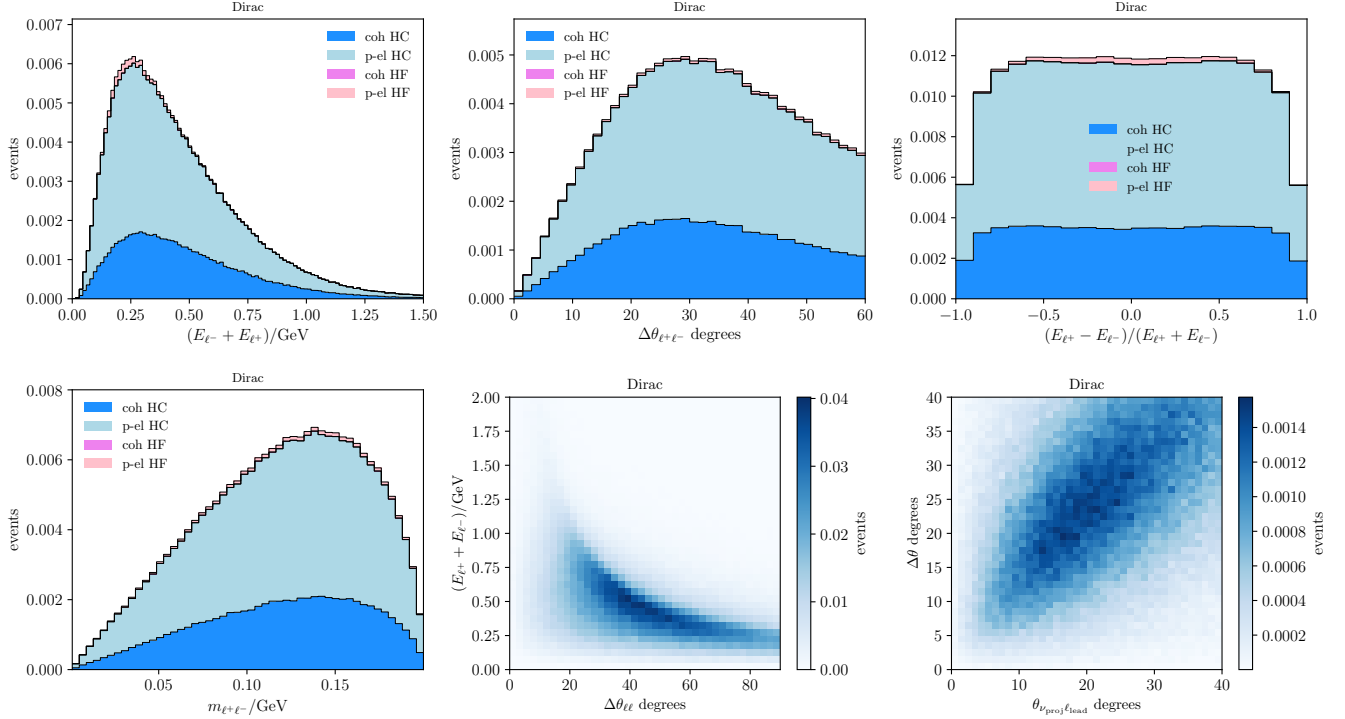 Dirac
events
0.007
0.006
0.005
0.004
0.003
0.002
0.001
0.000
coh HC
p-el HC
coh HF
p-el HF
0.00 0.25 0.50 0.75 1.00 1.25 1.50
(E_{ℓ−} + E_{ℓ+})/GeV
Dirac
events
0.005
0.004
0.003
0.002
0.001
0.000
coh HC
p-el HC
coh HF
p-el HF
0 10 20 30 40 50 60
Δθ_{ℓ+ℓ−} degrees
Dirac
events
0.012
0.010
0.008
0.006
0.004
0.002
0.000
coh HC
p-el HC
coh HF
p-el HF
−1.0 −0.5 0.0 0.5 1.0
(E_{ℓ+} − E_{ℓ−})/(E_{ℓ+} + E_{ℓ−})
Dirac
events
0.008
0.006
0.004
0.002
0.000
coh HC
p-el HC
coh HF
p-el HF
0.05 0.10 0.15
m_{ℓ+ℓ−}/GeV
Dirac
(E_{ℓ+} + E_{ℓ−})/GeV
2.00
1.75
1.50
1.25
1.00
0.75
0.50
0.25
0.00
0 20 40 60 80
Δθ_{ℓℓ} degrees
0.04
0.03
0.02
0.01
0.00
events
Dirac
Δθ degrees
40
35
30
25
20
15
10
5
0
0 10 20 30 40
θ_{ν_{proj}ℓ_{lead}} degrees
0.0014
0.0012
0.0010
0.0008
0.0006
0.0004
0.0002
events